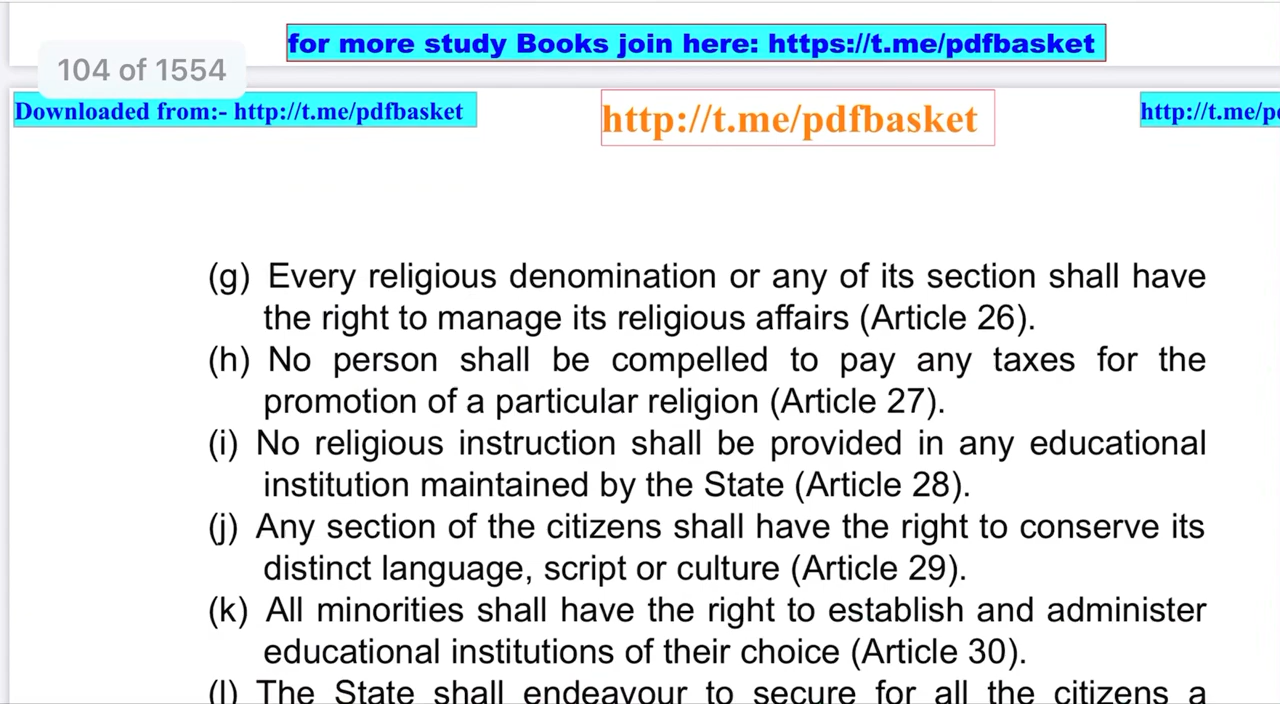 for more study Books join here: https://t.me/pdfbasket
104 of 1554
Downloaded from:- http://t.me/pdfbasket
http://t.me/pdfbasket
http://t.me/
(g) Every religious denomination or any of its section shall have
the right to manage its religious affairs (Article 26).
(h) No person shall be compelled to pay any taxes for the
promotion of a particular religion (Article 27).
(i) No religious instruction shall be provided in any educational
institution maintained by the State (Article 28).
(j) Any section of the citizens shall have the right to conserve its
distinct language, script or culture (Article 29).
(k) All minorities shall have the right to establish and administer
educational institutions of their choice (Article 30).
(l) The State shall endeavour to secure for all the citizens a